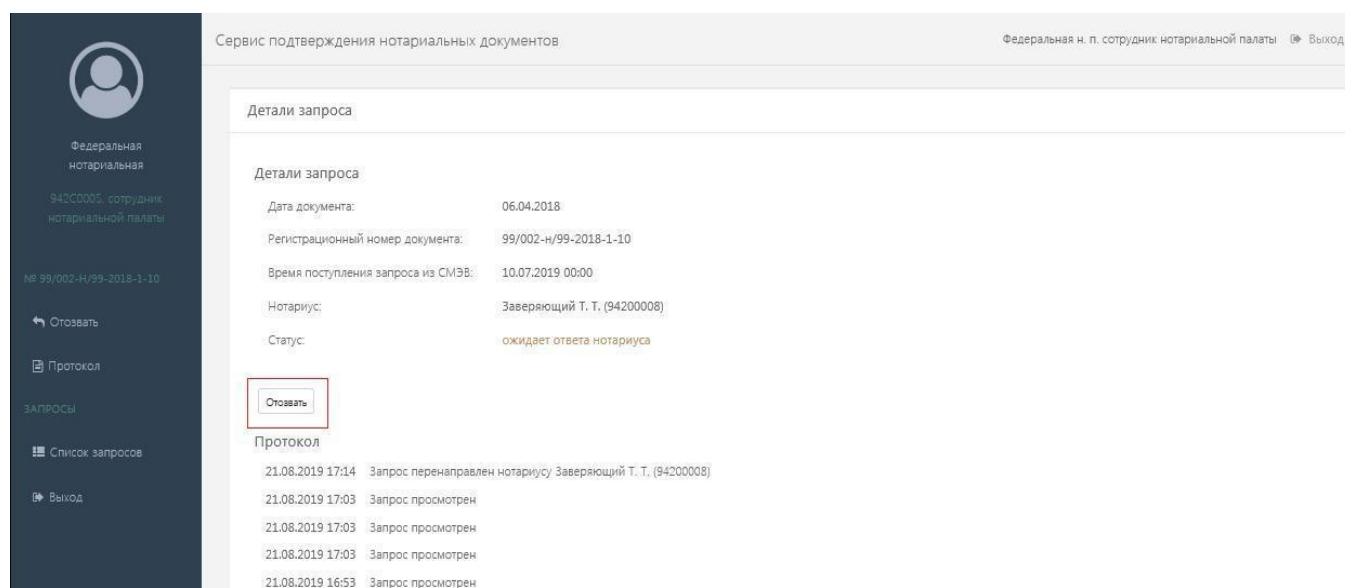 Сервис подтверждения нотариальных документов
Федеральная н. п. сотрудник нотариальной палаты Выход
Федеральная
нотариальная
942C0005, сотрудник
нотариальной палаты
№ 99/002-Н/99-2018-1-10
Отозвать
Протокол
ЗАПРОСЫ
Список запросов
Выход
Детали запроса
Детали запроса
Дата документа: 06.04.2018
Регистрационный номер документа: 99/002-н/99-2018-1-10
Время поступления запроса из СМЭВ: 10.07.2019 00:00
Нотариус: Заверяющий Т. Т. (94200008)
Статус: ожидает ответа нотариуса
Отозвать
Протокол
21.08.2019 17:14 Запрос перенаправлен нотариусу Заверяющий Т. Т. (94200008)
21.08.2019 17:03 Запрос просмотрен
21.08.2019 17:03 Запрос просмотрен
21.08.2019 17:03 Запрос просмотрен
21.08.2019 16:53 Запрос просмотрен